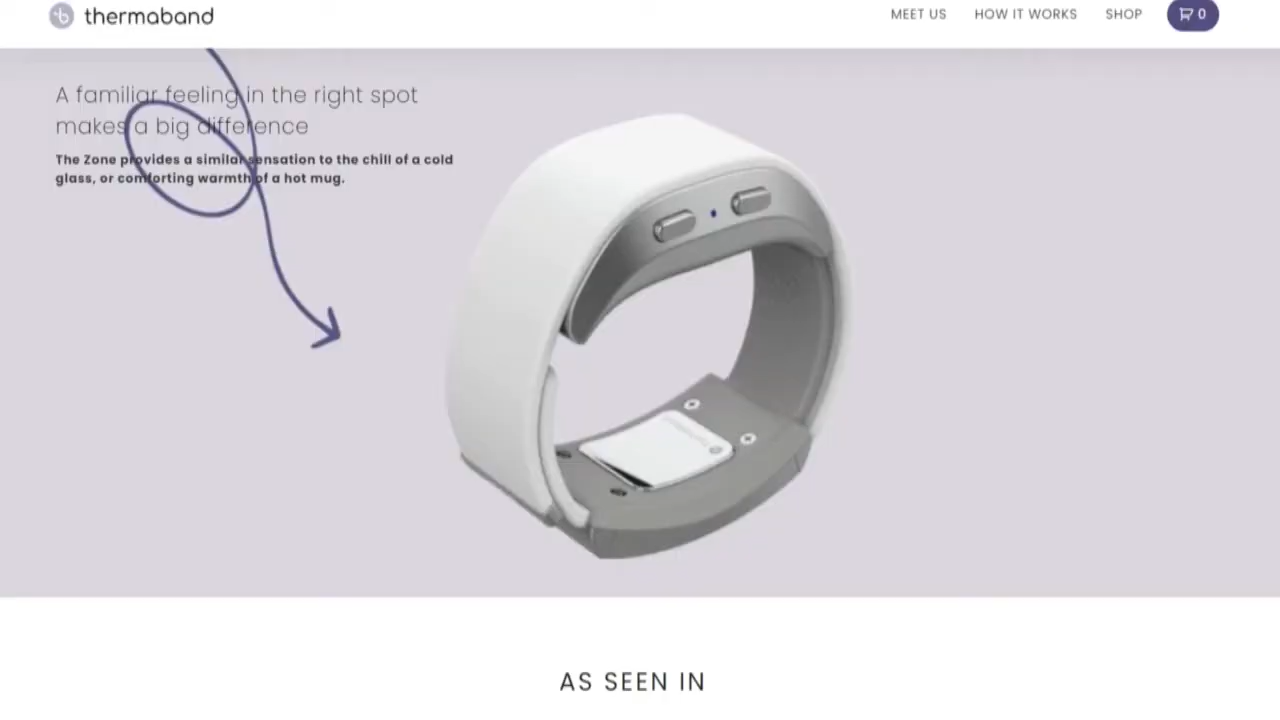 thermaband
MEET US
HOW IT WORKS
SHOP
0
A familiar feeling in the right spot
makes a big difference
The Zone provides a similar sensation to the chill of a cold
glass, or comforting warmth of a hot mug.
AS SEEN IN